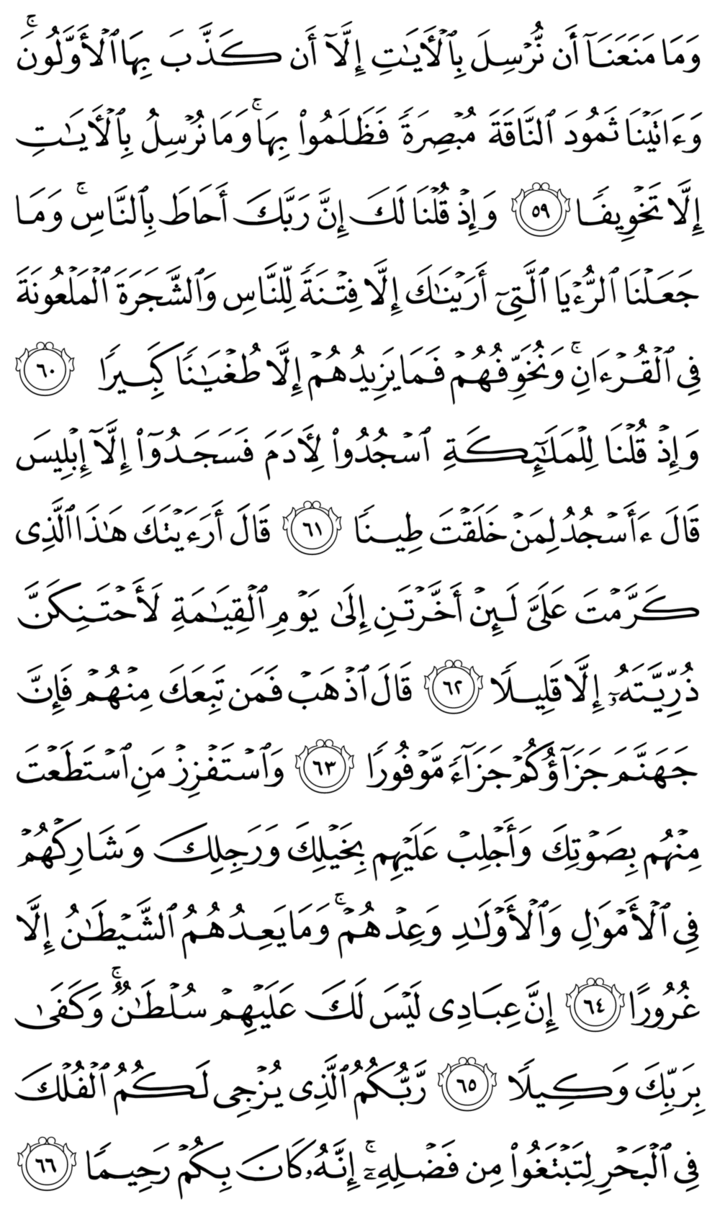 وَمَا مَنَعَنَآ أَن نُّرۡسِلَ بِٱلۡأٓيَٰتِ إِلَّآ أَن كَذَّبَ بِهَا ٱلۡأَوَّلُونَۚ
وَءَاتَيۡنَا ثَمُودَ ٱلنَّاقَةَ مُبۡصِرَةٗ فَظَلَمُواْ بِهَاۚ وَمَا نُرۡسِلُ بِٱلۡأٓيَٰتِ
إِلَّا تَخۡوِيفٗا ٥٩ وَإِذۡ قُلۡنَا لَكَ إِنَّ رَبَّكَ أَحَاطَ بِٱلنَّاسِۚ وَمَا
جَعَلۡنَا ٱلرُّءۡيَا ٱلَّتِيٓ أَرَيۡنَٰكَ إِلَّا فِتۡنَةٗ لِّلنَّاسِ وَٱلشَّجَرَةَ ٱلۡمَلۡعُونَةَ
فِي ٱلۡقُرۡءَانِۚ وَنُخَوِّفُهُمۡ فَمَا يَزِيدُهُمۡ إِلَّا طُغۡيَٰنٗا كَبِيرٗا ٦٠
وَإِذۡ قُلۡنَا لِلۡمَلَٰٓئِكَةِ ٱسۡجُدُواْ لِأٓدَمَ فَسَجَدُوٓاْ إِلَّآ إِبۡلِيسَ
قَالَ ءَأَسۡجُدُ لِمَنۡ خَلَقۡتَ طِينٗا ٦١ قَالَ أَرَءَيۡتَكَ هَٰذَا ٱلَّذِي
كَرَّمۡتَ عَلَيَّ لَئِنۡ أَخَّرۡتَنِ إِلَىٰ يَوۡمِ ٱلۡقِيَٰمَةِ لَأَحۡتَنِكَنَّ
ذُرِّيَّتَهُۥٓ إِلَّا قَلِيلٗا ٦٢ قَالَ ٱذۡهَبۡ فَمَن تَبِعَكَ مِنۡهُمۡ فَإِنَّ
جَهَنَّمَ جَزَآؤُكُمۡ جَزَآءٗ مَّوۡفُورٗا ٦٣ وَٱسۡتَفۡزِزۡ مَنِ ٱسۡتَطَعۡتَ
مِنۡهُم بِصَوۡتِكَ وَأَجۡلِبۡ عَلَيۡهِم بِخَيۡلِكَ وَرَجِلِكَ وَشَارِكۡهُمۡ
فِي ٱلۡأَمۡوَٰلِ وَٱلۡأَوۡلَٰدِ وَعِدۡهُمۡۚ وَمَا يَعِدُهُمُ ٱلشَّيۡطَٰنُ إِلَّا
غُرُورًا ٦٤ إِنَّ عِبَادِي لَيۡسَ لَكَ عَلَيۡهِمۡ سُلۡطَٰنٞۚ وَكَفَىٰ
بِرَبِّكَ وَكِيلٗا ٦٥ رَّبُّكُمُ ٱلَّذِي يُزۡجِي لَكُمُ ٱلۡفُلۡكَ
فِي ٱلۡبَحۡرِ لِتَبۡتَغُواْ مِن فَضۡلِهِۦٓۚ إِنَّهُۥ كَانَ بِكُمۡ رَحِيمٗا ٦٦